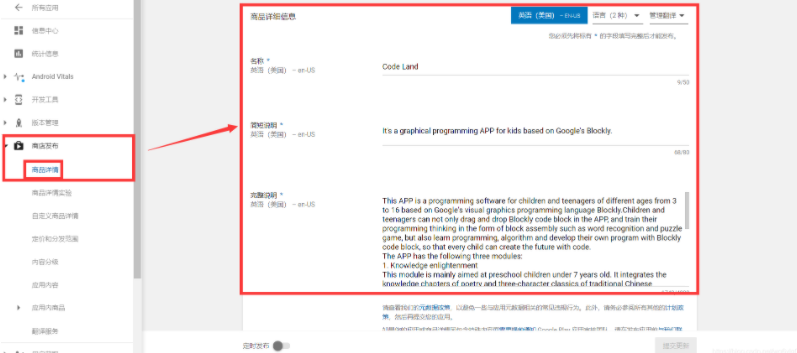 所有应用
信息中心
统计信息
Android Vitals
开发工具
版本管理
商店发布
商品详情
商品详情实验
自定义商品详情
定价和分发范围
内容分级
应用内容
应用内商品
翻译服务
商品详细信息
英语（美国） – en-US
语言（2 种）
管理翻译
您必须先将标有 * 的字段填写完整后才能发布。
名称 *
英语（美国） – en-US
Code Land
9/50
简短说明 *
英语（美国） – en-US
It's a graphical programming APP for kids based on Google's Blockly.
68/80
完整说明 *
英语（美国） – en-US
This APP is a programming software for children and teenagers of different ages from 3
to 16 based on Google's visual graphics programming language Blockly.Children and
teenagers can not only drag and drop Blockly code block in the APP, and train their
programming thinking in the form of block assembly such as word recognition and puzzle
game, but also learn programming, algorithm and develop their own program with Blockly
code block, so that every child can create the future with code.
The APP has the following three modules:
1. Knowledge enlightenment
This module is mainly aimed at preschool children under 7 years old. It integrates the
knowledge chapters of poetry and three-character classics of traditional Chinese
请查看我们的元数据政策，以避免一些与应用元数据相关的常见违规行为。此外，请务必参阅所有其他的计划政
策，然后再提交您的应用。
定时发布
提交更新